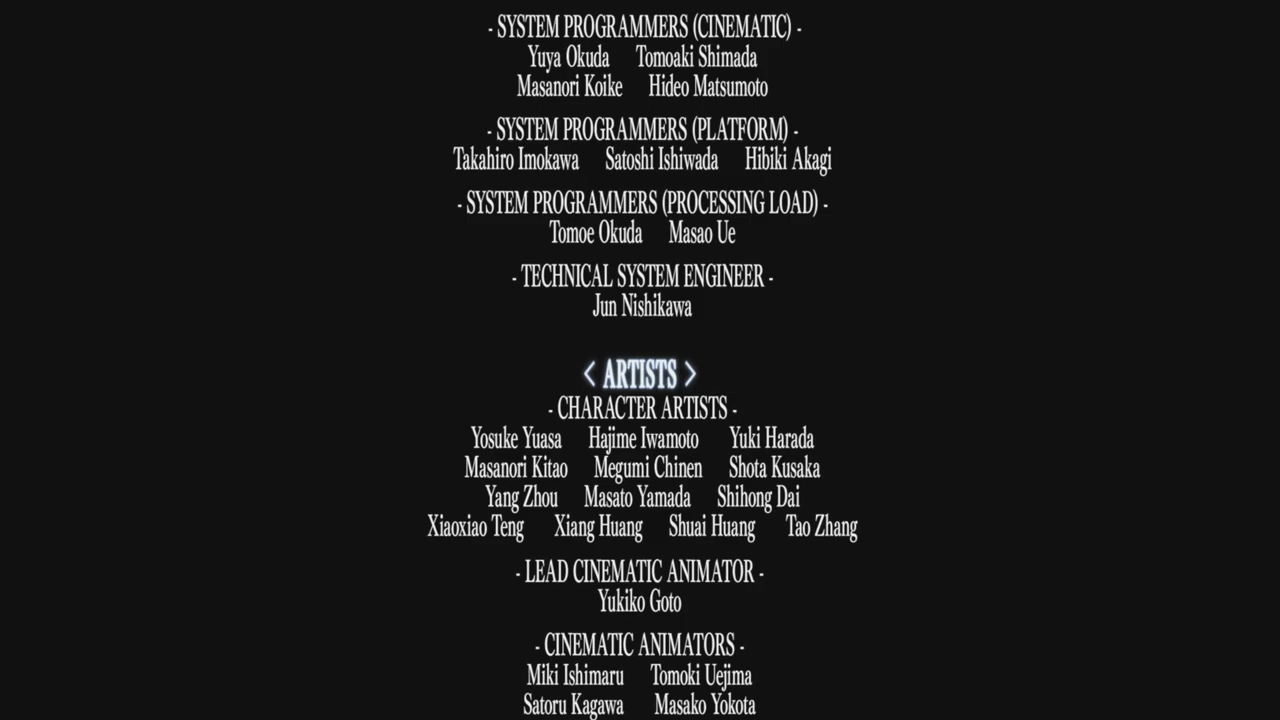 - SYSTEM PROGRAMMERS (CINEMATIC) -
Yuya Okuda Tomoaki Shimada
Masanori Koike Hideo Matsumoto
- SYSTEM PROGRAMMERS (PLATFORM) -
Takahiro Imokawa Satoshi Ishiwada Hibiki Akagi
- SYSTEM PROGRAMMERS (PROCESSING LOAD) -
Tomoe Okuda Masao Ue
- TECHNICAL SYSTEM ENGINEER -
Jun Nishikawa
< ARTISTS >
- CHARACTER ARTISTS -
Yosuke Yuasa Hajime Iwamoto Yuki Harada
Masanori Kitao Megumi Chinen Shota Kusaka
Yang Zhou Masato Yamada Shihong Dai
Xiaoxiao Teng Xiang Huang Shuai Huang Tao Zhang
- LEAD CINEMATIC ANIMATOR -
Yukiko Goto
- CINEMATIC ANIMATORS -
Miki Ishimaru Tomoki Uejima
Satoru Kagawa Masako Yokota